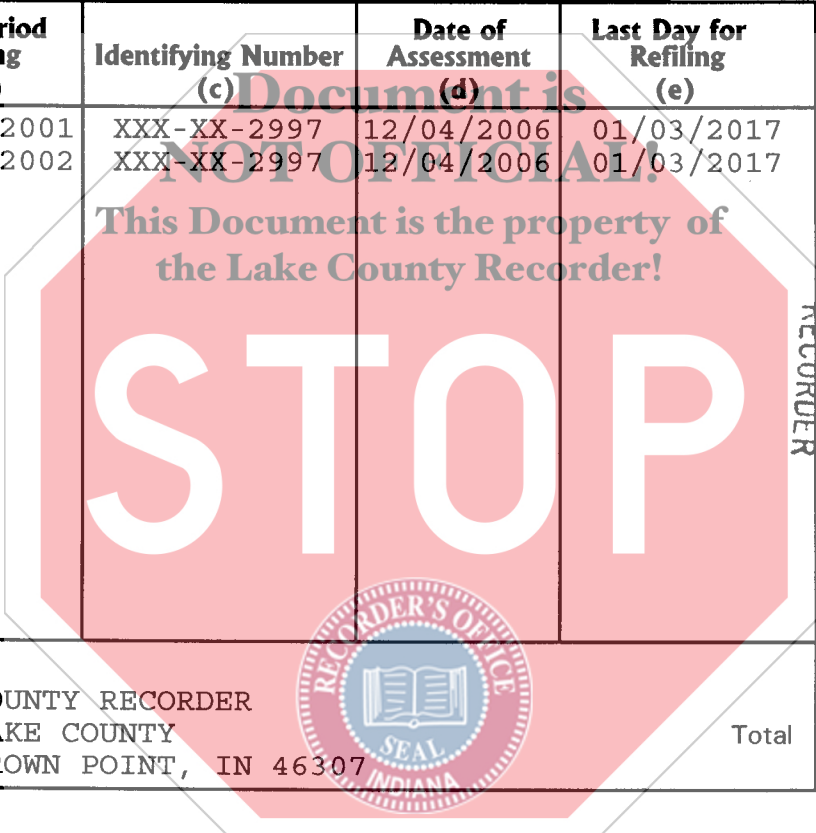 riod
ng
Identifying Number
(c)
Date of
Assessment
(d)
Last Day for
Refiling
(e)
2001 XXX-XX-2997 12/04/2006 01/03/2017
2002 XXX-XX-2997 12/04/2006 01/03/2017
Document is
NOT OFFICIAL!
This Document is the property of
the Lake County Recorder!
STOP
RECORDER
RECORDER'S OFFICE
SEAL
INDIANA
OUNTY RECORDER
AKE COUNTY
ROWN POINT, IN 46307
Total